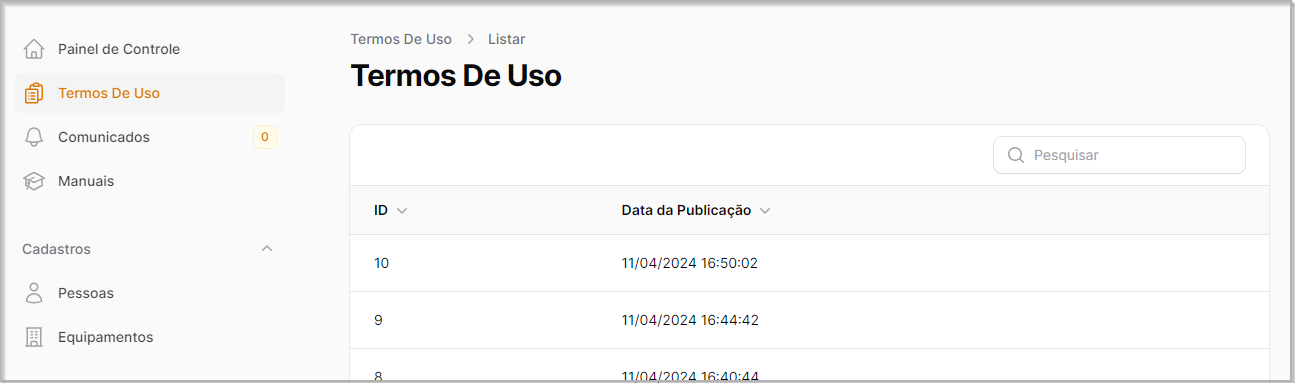 Painel de Controle
Termos De Uso
Comunicados 0
Manuais
Cadastros
Pessoas
Equipamentos
Termos De Uso > Listar
Termos De Uso
Pesquisar
ID Data da Publicação
10 11/04/2024 16:50:02
9 11/04/2024 16:44:42
8 11/04/2024 16:40:44